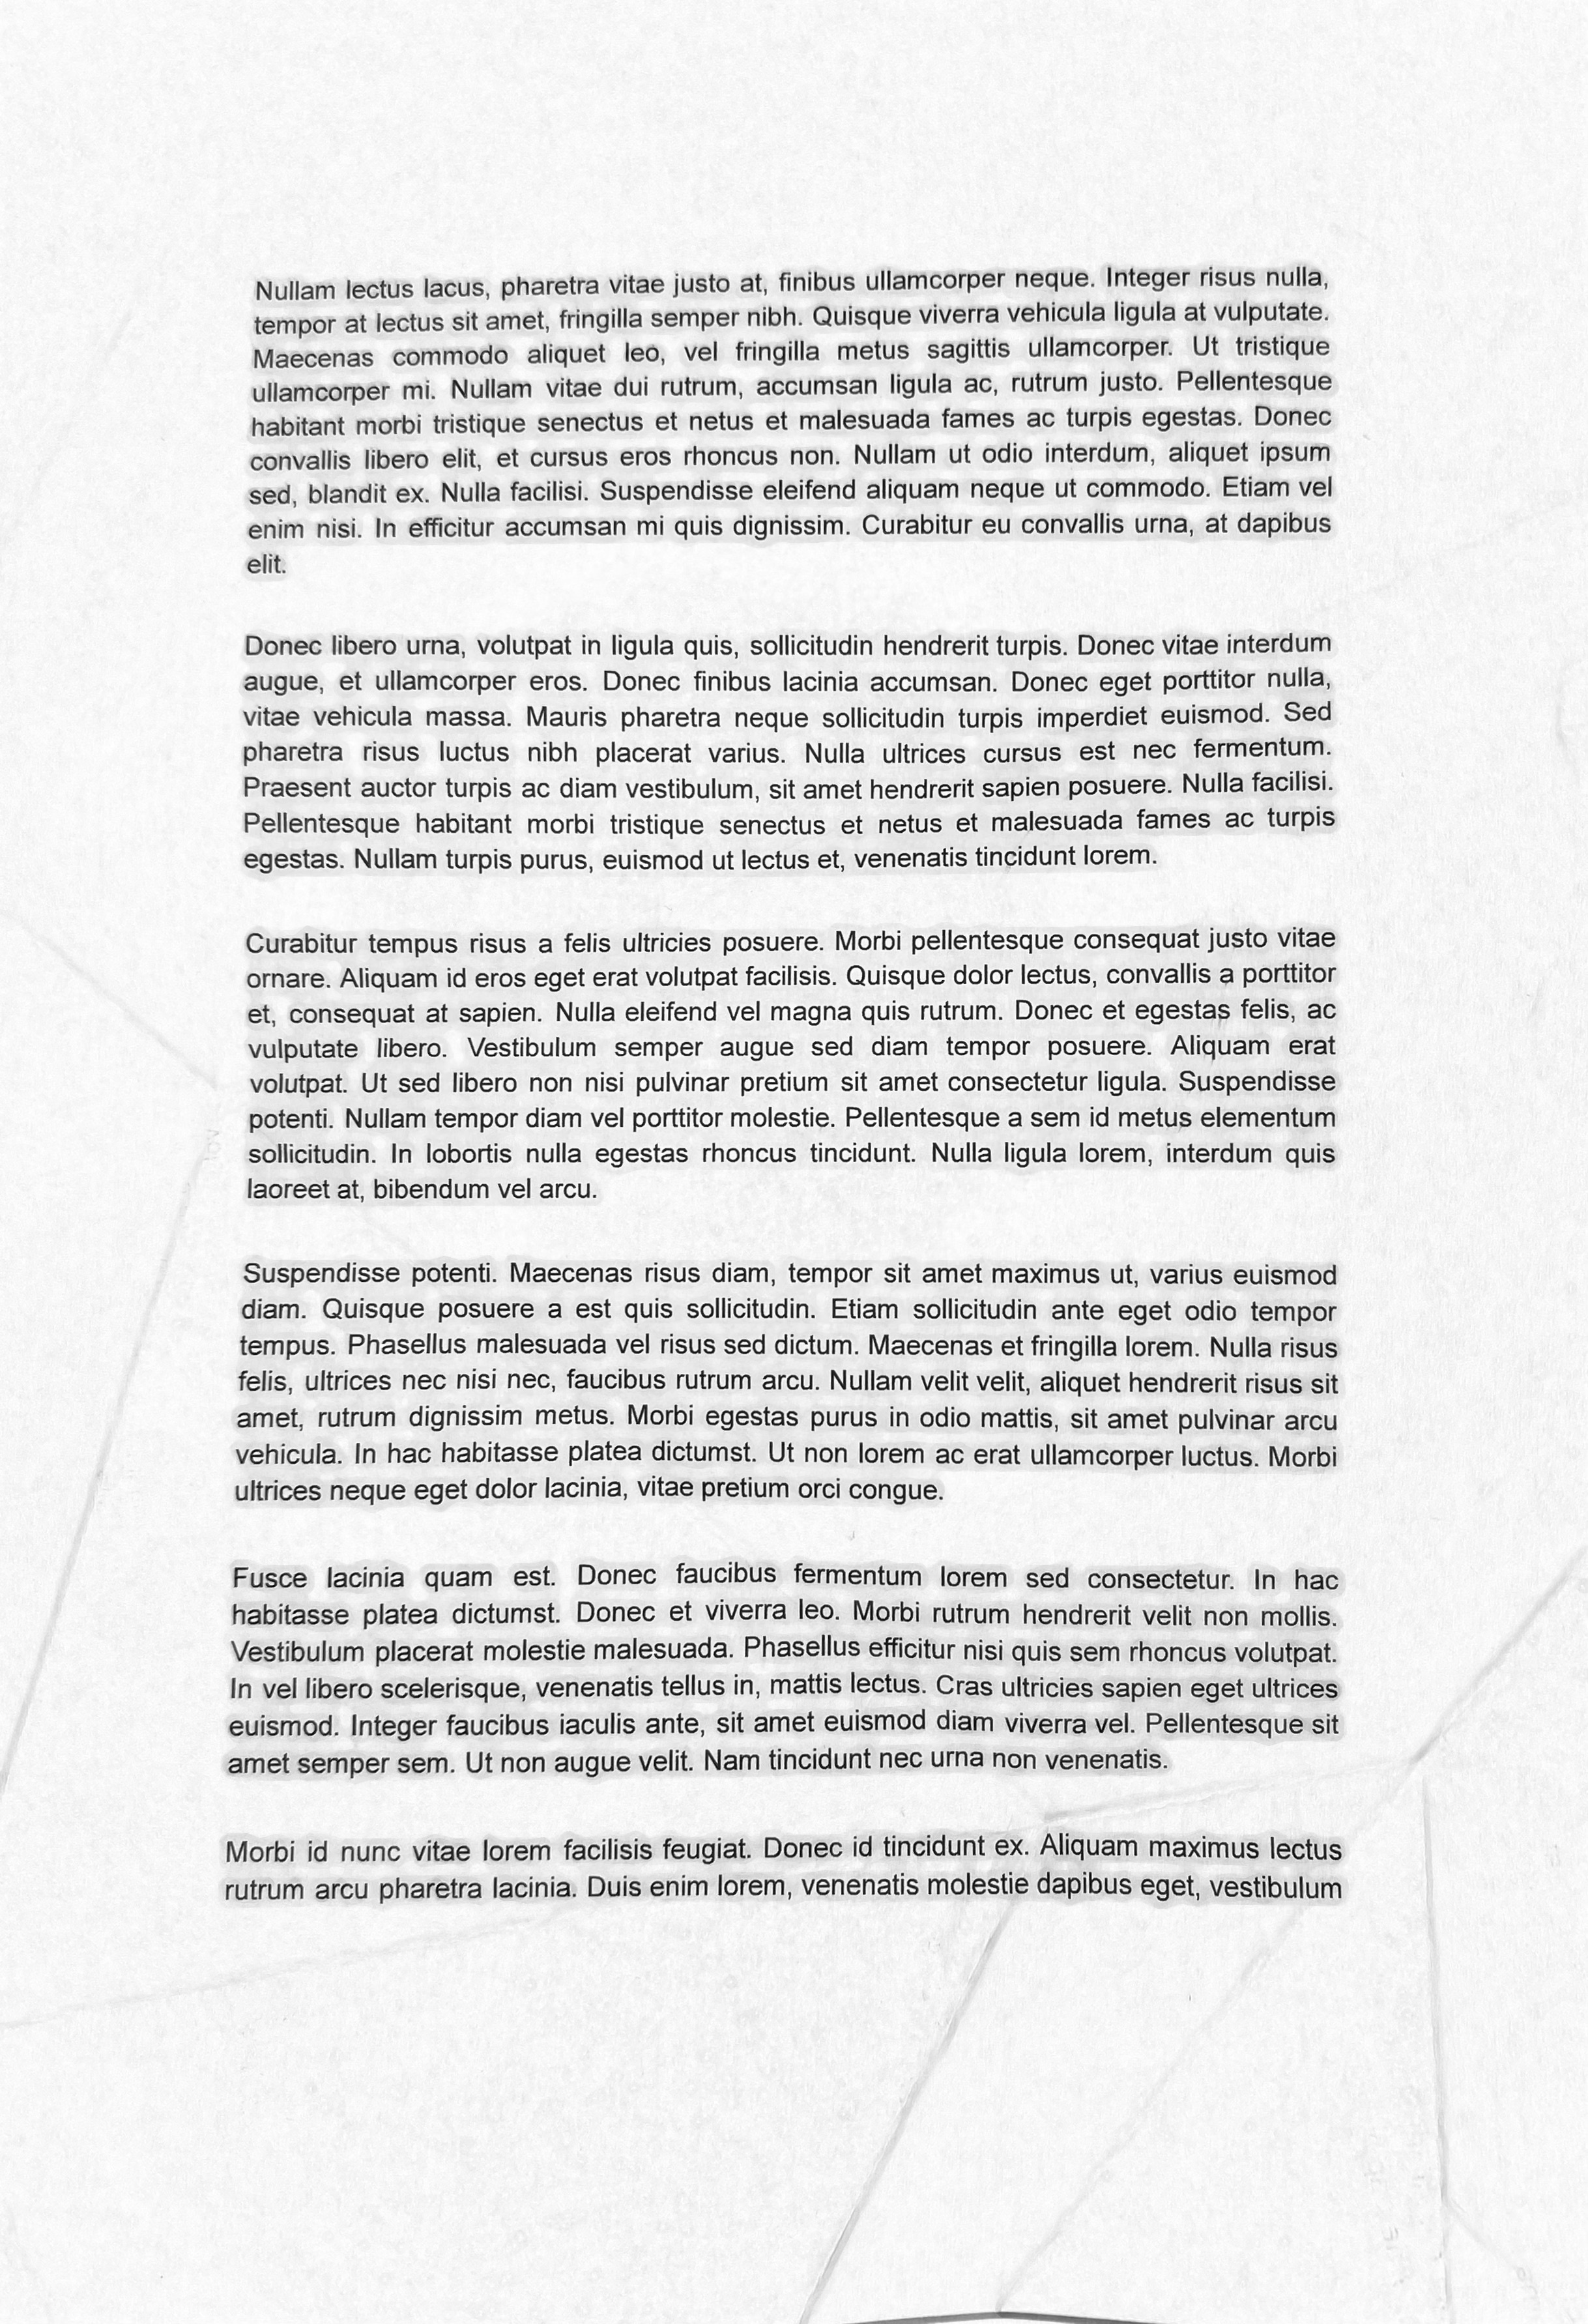 Nullam lectus lacus, pharetra vitae justo at, finibus ullamcorper neque. Integer risus nulla,
tempor at lectus sit amet, fringilla semper nibh. Quisque viverra vehicula ligula at vulputate.
Maecenas commodo aliquet leo, vel fringilla metus sagittis ullamcorper. Ut tristique
ullamcorper mi. Nullam vitae dui rutrum, accumsan ligula ac, rutrum justo. Pellentesque
habitant morbi tristique senectus et netus et malesuada fames ac turpis egestas. Donec
convallis libero elit, et cursus eros rhoncus non. Nullam ut odio interdum, aliquet ipsum
sed, blandit ex. Nulla facilisi. Suspendisse eleifend aliquam neque ut commodo. Etiam vel
enim nisi. In efficitur accumsan mi quis dignissim. Curabitur eu convallis urna, at dapibus
elit.
Donec libero urna, volutpat in ligula quis, sollicitudin hendrerit turpis. Donec vitae interdum
augue, et ullamcorper eros. Donec finibus lacinia accumsan. Donec eget porttitor nulla,
vitae vehicula massa. Mauris pharetra neque sollicitudin turpis imperdiet euismod. Sed
pharetra risus luctus nibh placerat varius. Nulla ultrices cursus est nec fermentum.
Praesent auctor turpis ac diam vestibulum, sit amet hendrerit sapien posuere. Nulla facilisi.
Pellentesque habitant morbi tristique senectus et netus et malesuada fames ac turpis
egestas. Nullam turpis purus, euismod ut lectus et, venenatis tincidunt lorem.
Curabitur tempus risus a felis ultricies posuere. Morbi pellentesque consequat justo vitae
ornare. Aliquam id eros eget erat volutpat facilisis. Quisque dolor lectus, convallis a porttitor
et, consequat at sapien. Nulla eleifend vel magna quis rutrum. Donec et egestas felis, ac
vulputate libero. Vestibulum semper augue sed diam tempor posuere. Aliquam erat
volutpat. Ut sed libero non nisi pulvinar pretium sit amet consectetur ligula. Suspendisse
potenti. Nullam tempor diam vel porttitor molestie. Pellentesque a sem id metus elementum
sollicitudin. In lobortis nulla egestas rhoncus tincidunt. Nulla ligula lorem, interdum quis
laoreet at, bibendum vel arcu.
Suspendisse potenti. Maecenas risus diam, tempor sit amet maximus ut, varius euismod
diam. Quisque posuere a est quis sollicitudin. Etiam sollicitudin ante eget odio tempor
tempus. Phasellus malesuada vel risus sed dictum. Maecenas et fringilla lorem. Nulla risus
felis, ultrices nec nisi nec, faucibus rutrum arcu. Nullam velit velit, aliquet hendrerit risus sit
amet, rutrum dignissim metus. Morbi egestas purus in odio mattis, sit amet pulvinar arcu
vehicula. In hac habitasse platea dictumst. Ut non lorem ac erat ullamcorper luctus. Morbi
ultrices neque eget dolor lacinia, vitae pretium orci congue.
Fusce lacinia quam est. Donec faucibus fermentum lorem sed consectetur. In hac
habitasse platea dictumst. Donec et viverra leo. Morbi rutrum hendrerit velit non mollis.
Vestibulum placerat molestie malesuada. Phasellus efficitur nisi quis sem rhoncus volutpat.
In vel libero scelerisque, venenatis tellus in, mattis lectus. Cras ultricies sapien eget ultrices
euismod. Integer faucibus iaculis ante, sit amet euismod diam viverra vel. Pellentesque sit
amet semper sem. Ut non augue velit. Nam tincidunt nec urna non venenatis.
Morbi id nunc vitae lorem facilisis feugiat. Donec id tincidunt ex. Aliquam maximus lectus
rutrum arcu pharetra lacinia. Duis enim lorem, venenatis molestie dapibus eget, vestibulum